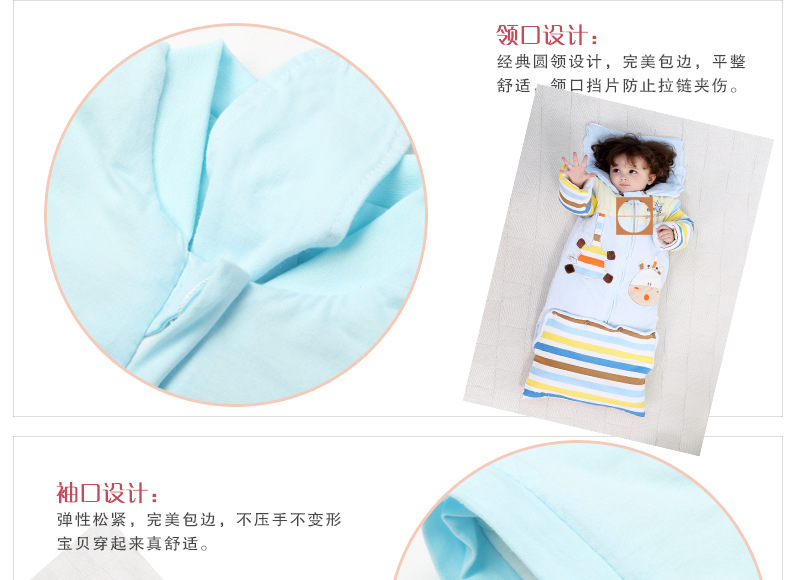 领口设计：
经典圆领设计，完美包边，平整
舒适，领口挡片防止拉链夹伤。
袖口设计：
弹性松紧，完美包边，不压手不变形
宝贝穿起来真舒适。